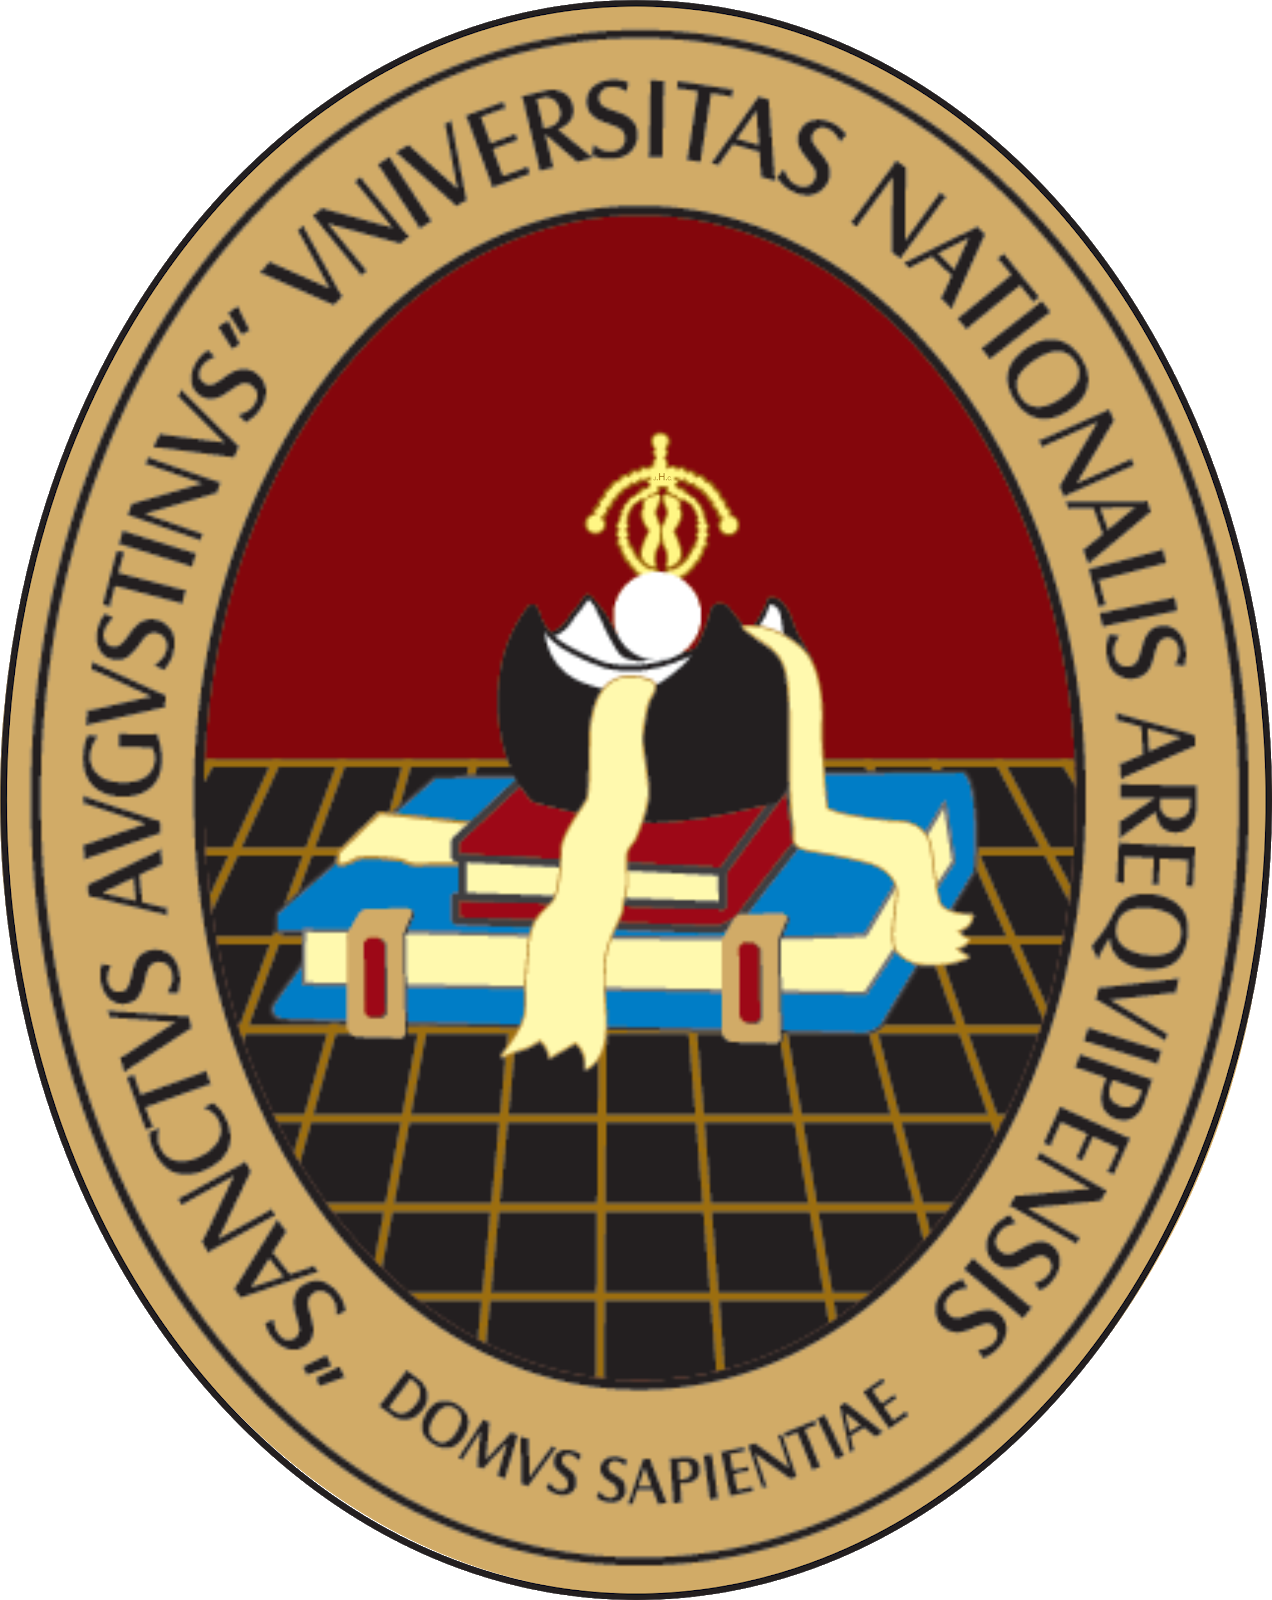 "SANCTVS AVGVSTINVS" VNIVERSITAS NATIONALIS AREQVIPENSIS
DOMVS SAPIENTIAE